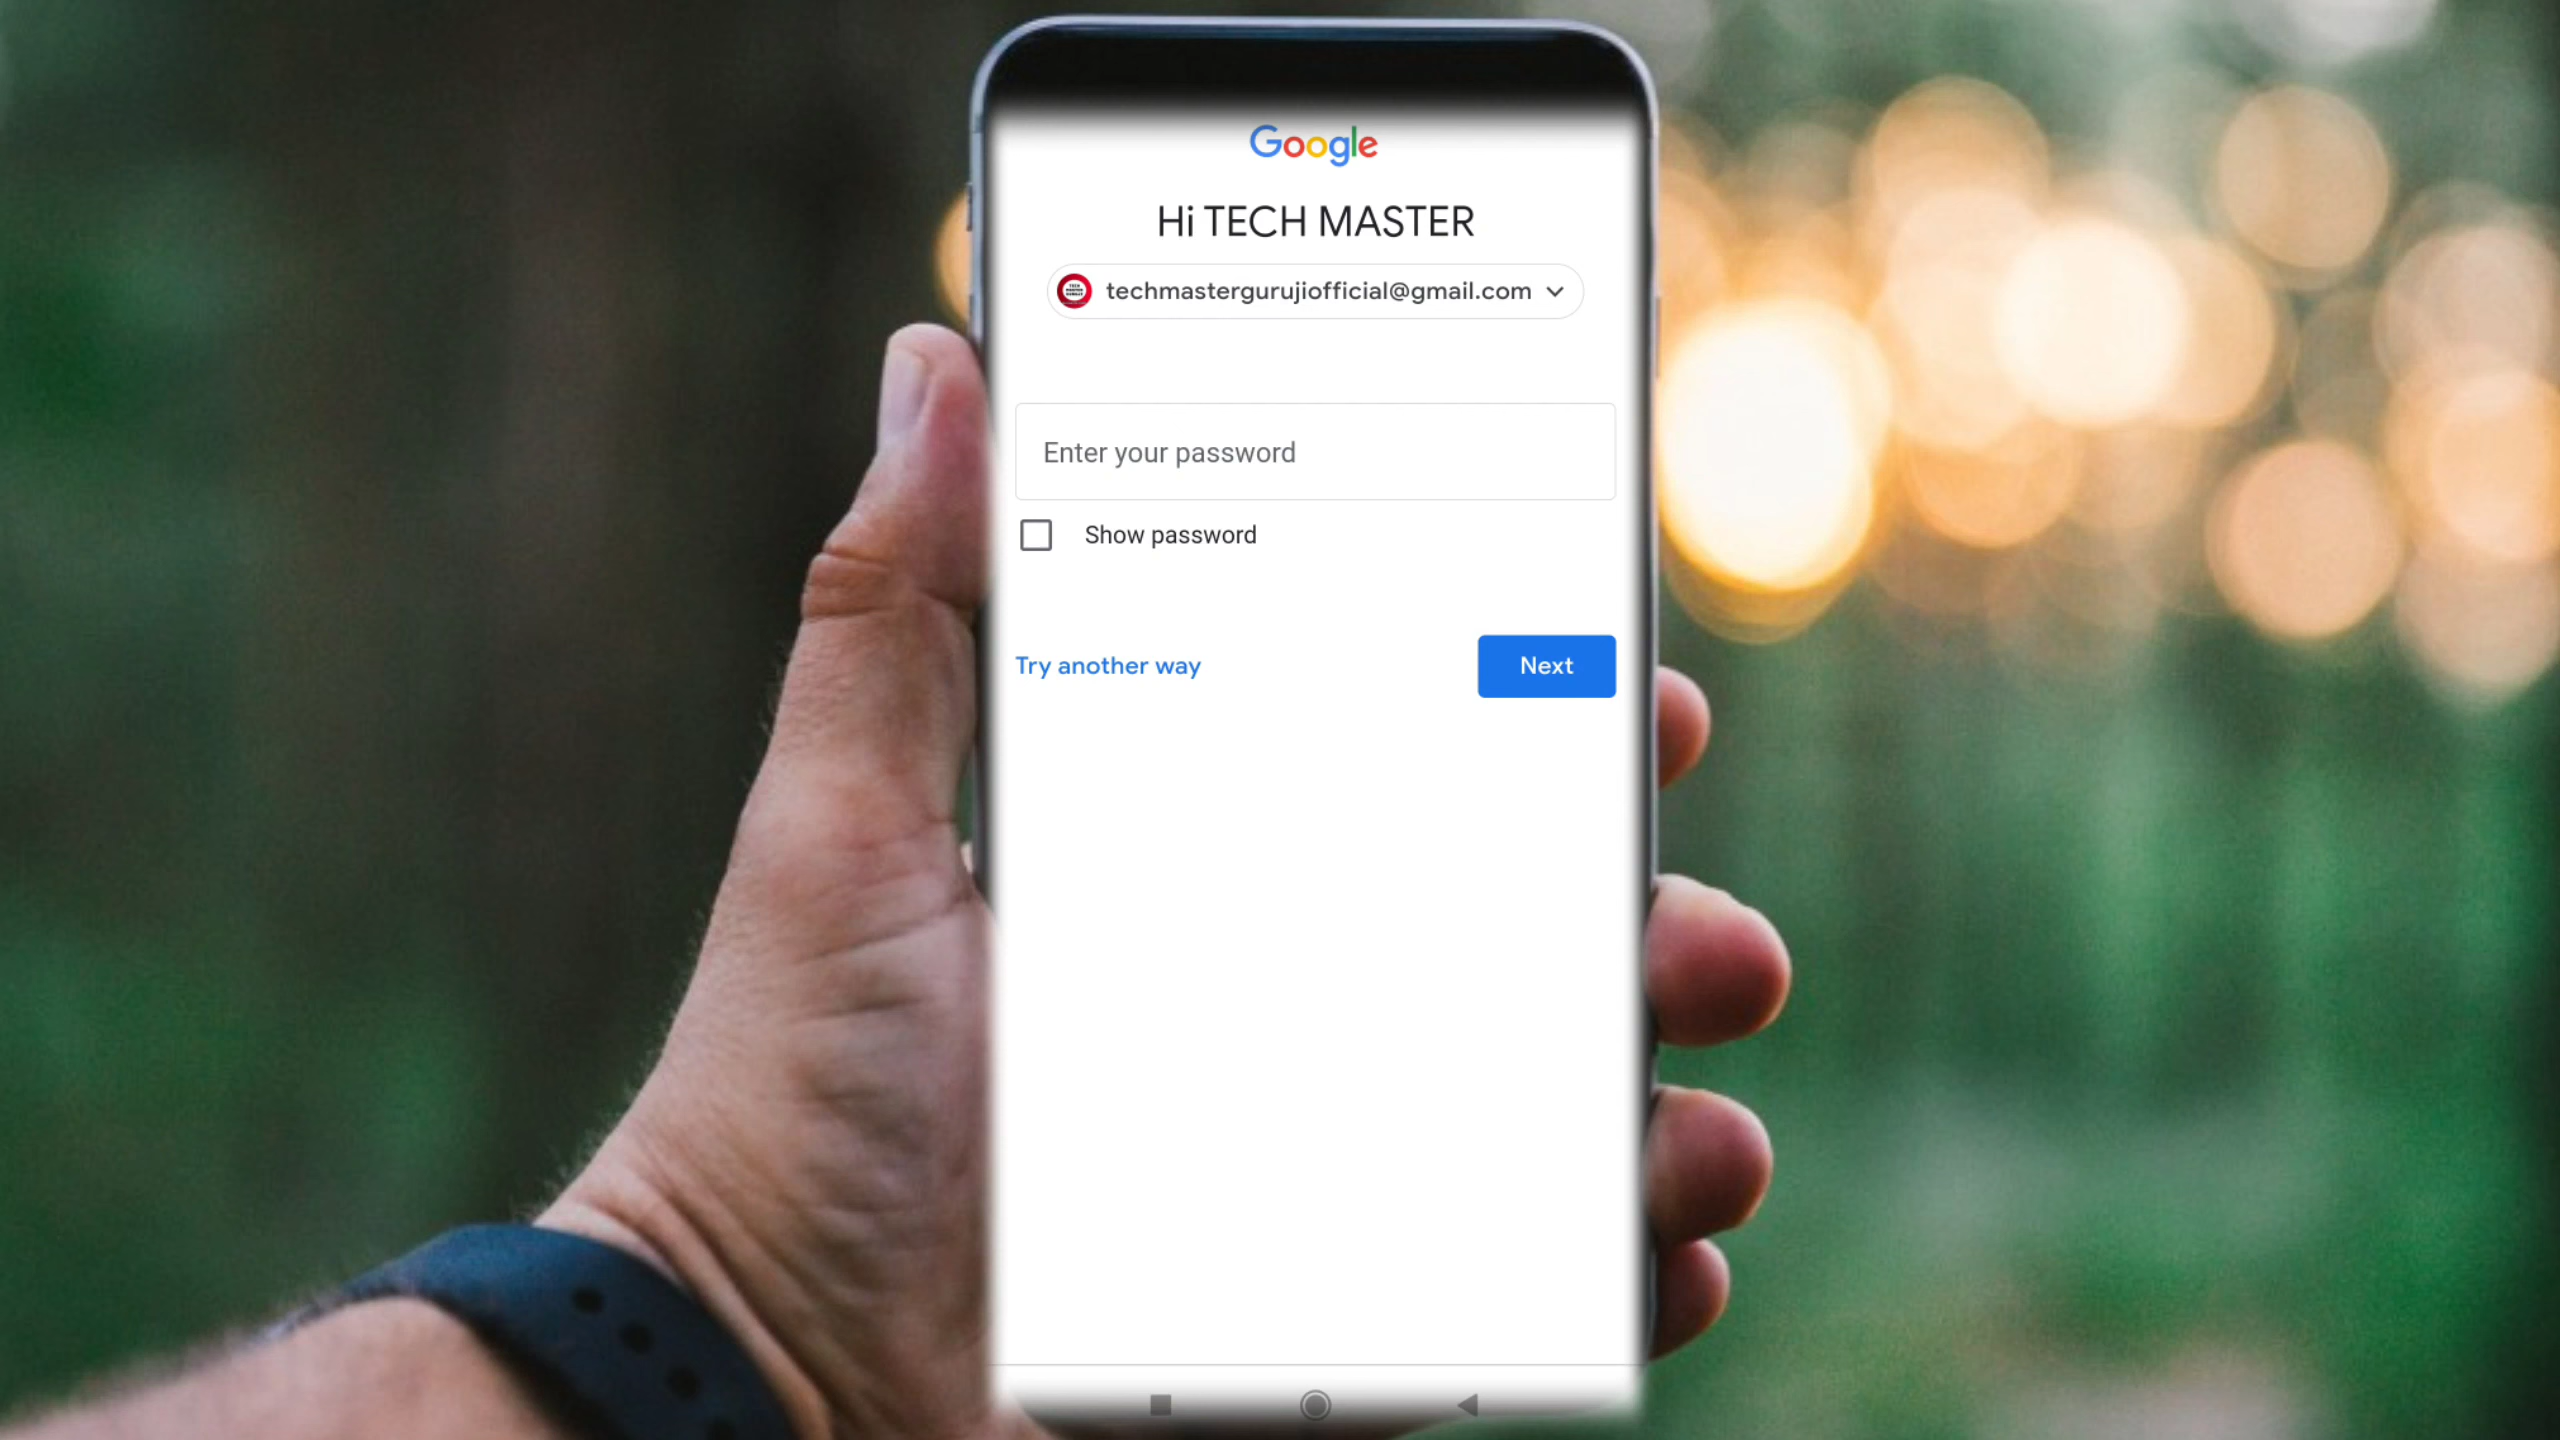 Google
Hi TECH MASTER
techmastergurujiofficial@gmail.com
Enter your password
Show password
Try another way
Next